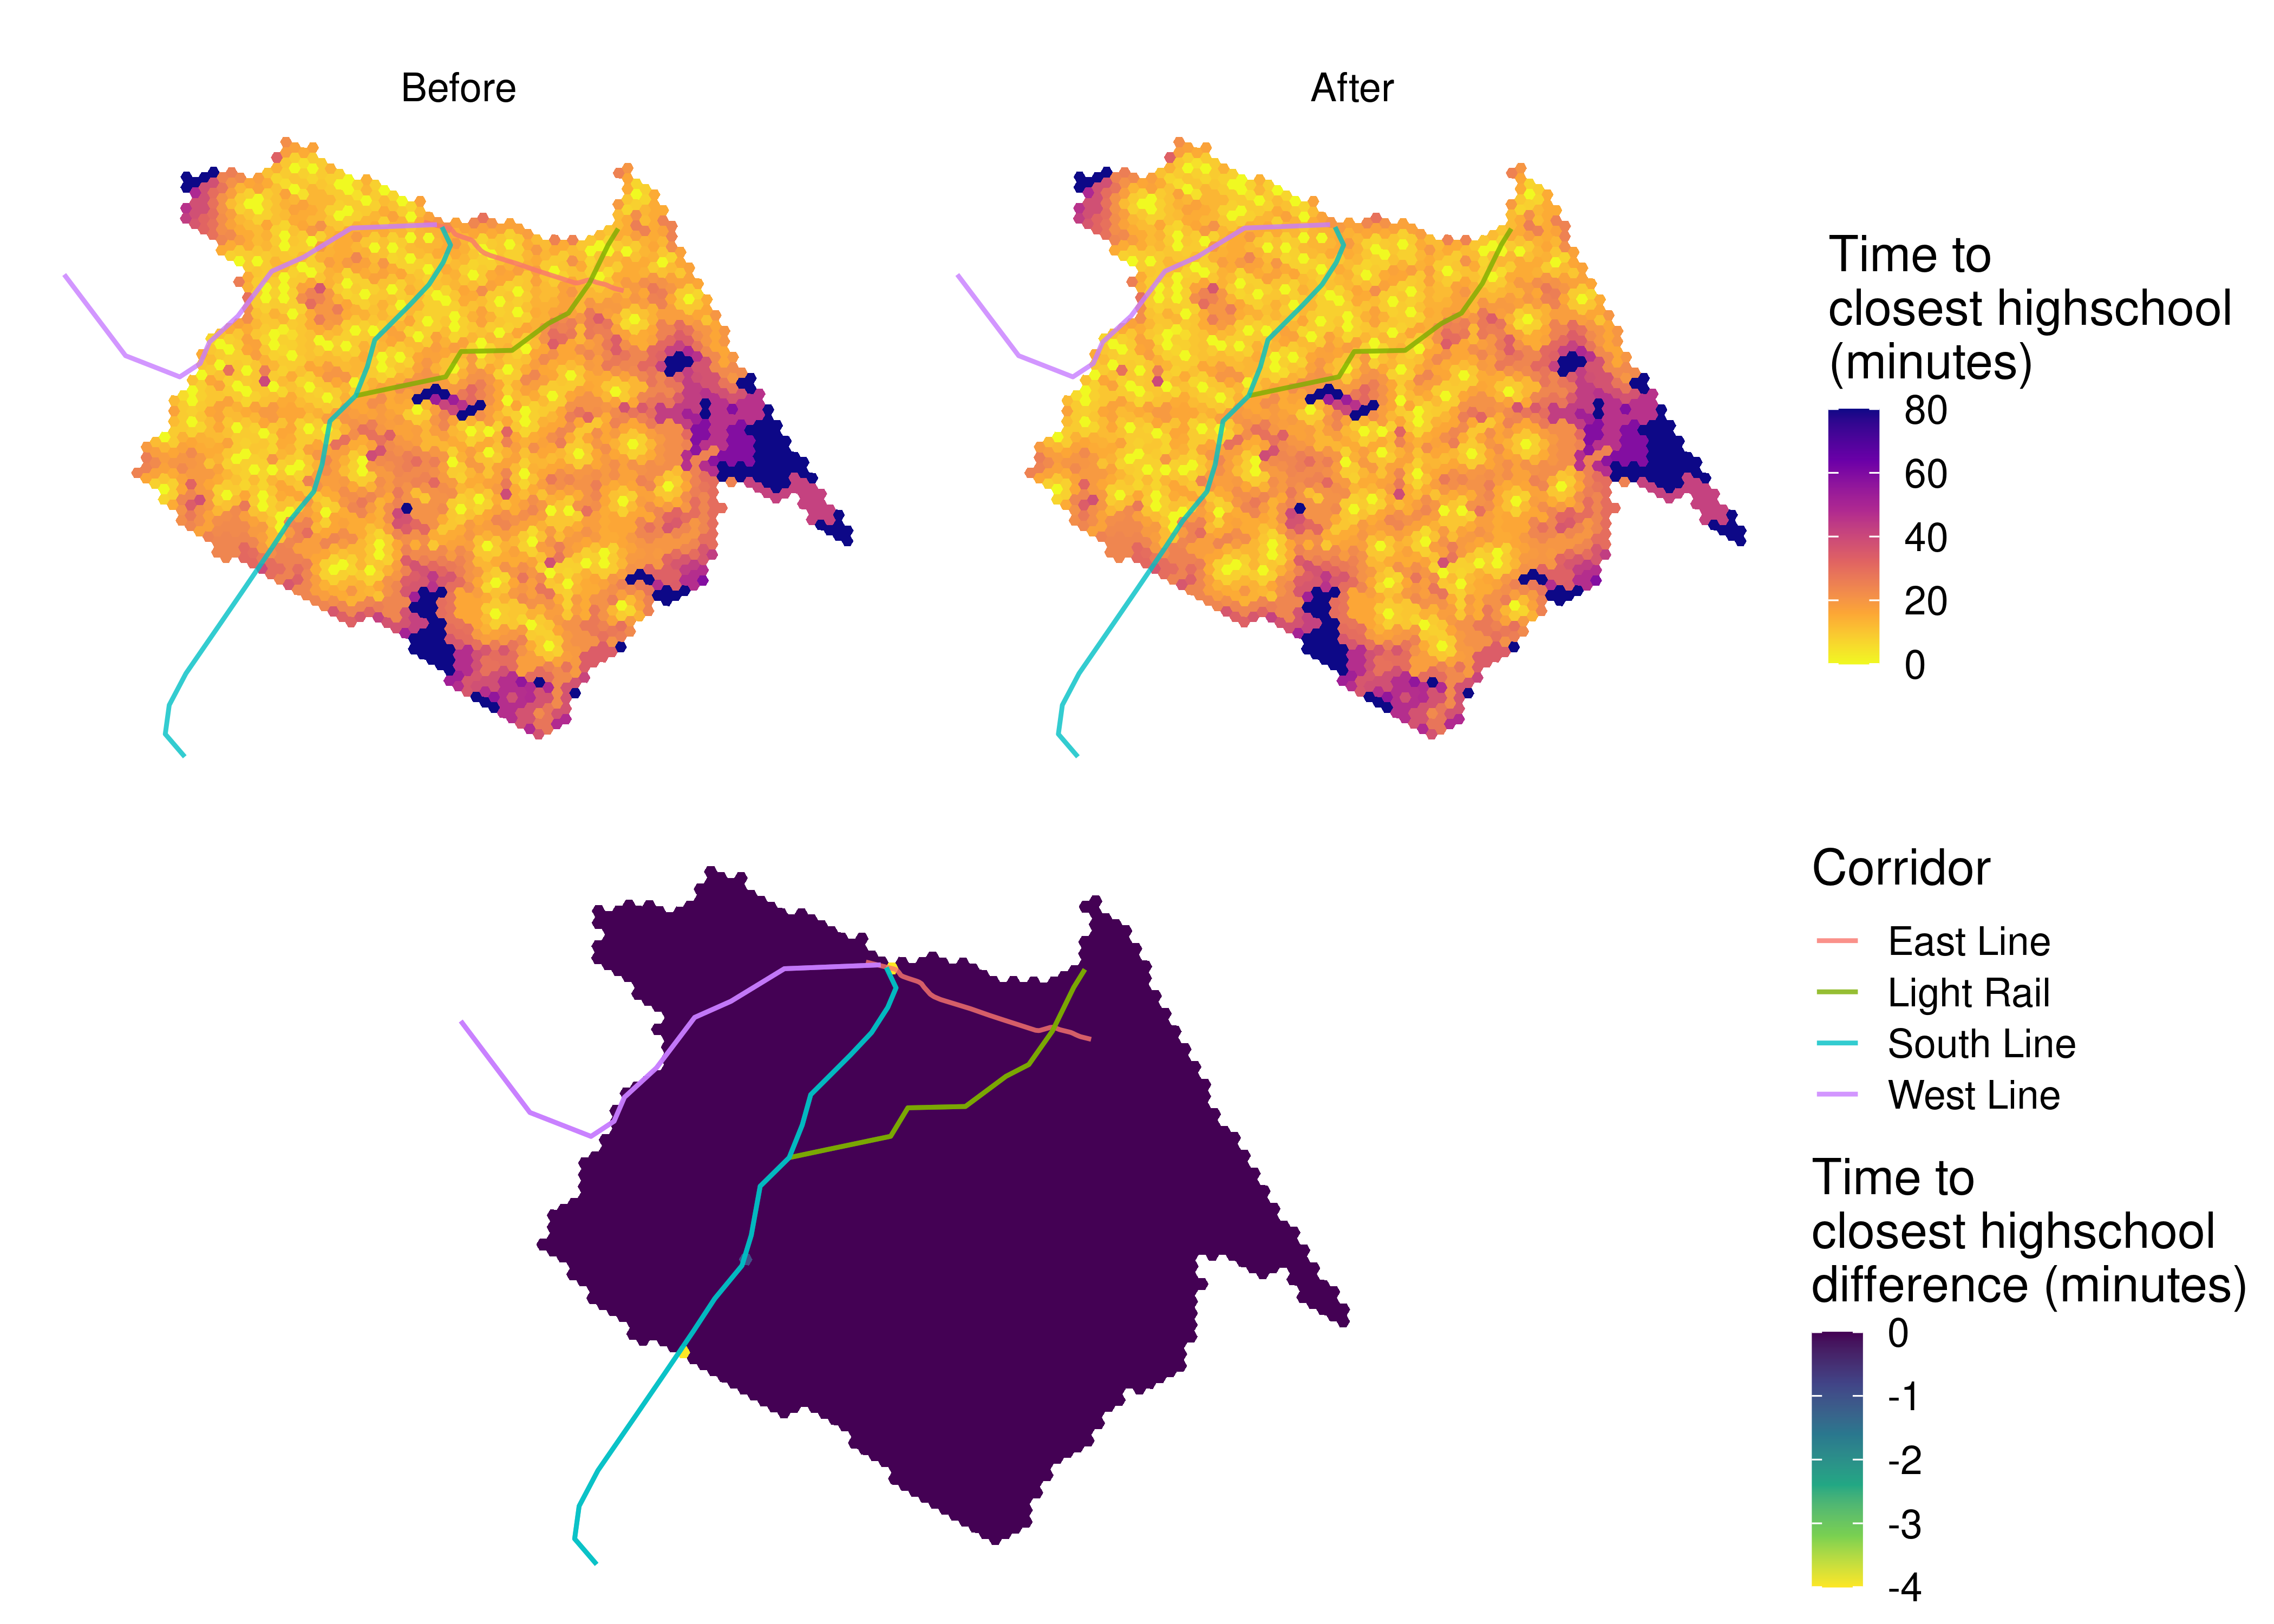 Before
After
Time to
closest highschool
(minutes)
80
60
40
20
0
Corridor
East Line
Light Rail
South Line
West Line
Time to
closest highschool
difference (minutes)
0
-1
-2
-3
-4